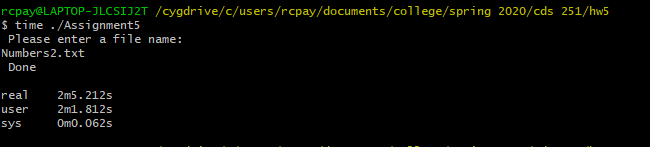 rcpay@LAPTOP-JLCSIJ2T /cygdrive/c/users/rcpay/documents/college/spring 2020/cds 251/hw5
$ time ./Assignment5
 Please enter a file name:
Numbers2.txt
 Done

real    2m5.212s
user    2m1.812s
sys     0m0.062s